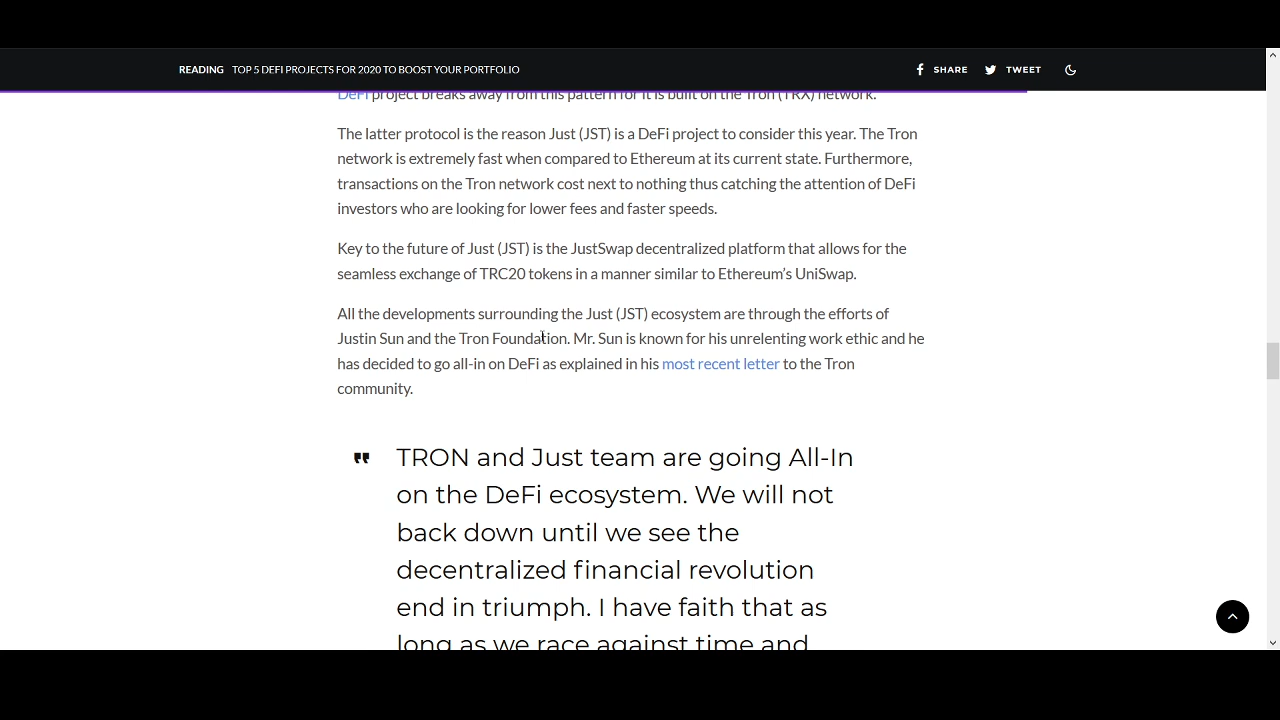 READING TOP 5 DEFI PROJECTS FOR 2020 TO BOOST YOUR PORTFOLIO SHARE TWEET
DeFi project breaks away from this pattern for it is built on the Tron (TRX) network.
The latter protocol is the reason Just (JST) is a DeFi project to consider this year. The Tron
network is extremely fast when compared to Ethereum at its current state. Furthermore,
transactions on the Tron network cost next to nothing thus catching the attention of DeFi
investors who are looking for lower fees and faster speeds.
Key to the future of Just (JST) is the JustSwap decentralized platform that allows for the
seamless exchange of TRC20 tokens in a manner similar to Ethereum’s UniSwap.
All the developments surrounding the Just (JST) ecosystem are through the efforts of
Justin Sun and the Tron Foundation. Mr. Sun is known for his unrelenting work ethic and he
has decided to go all-in on DeFi as explained in his most recent letter to the Tron
community.
" TRON and Just team are going All-In
on the DeFi ecosystem. We will not
back down until we see the
decentralized financial revolution
end in triumph. I have faith that as
long as we race against time and